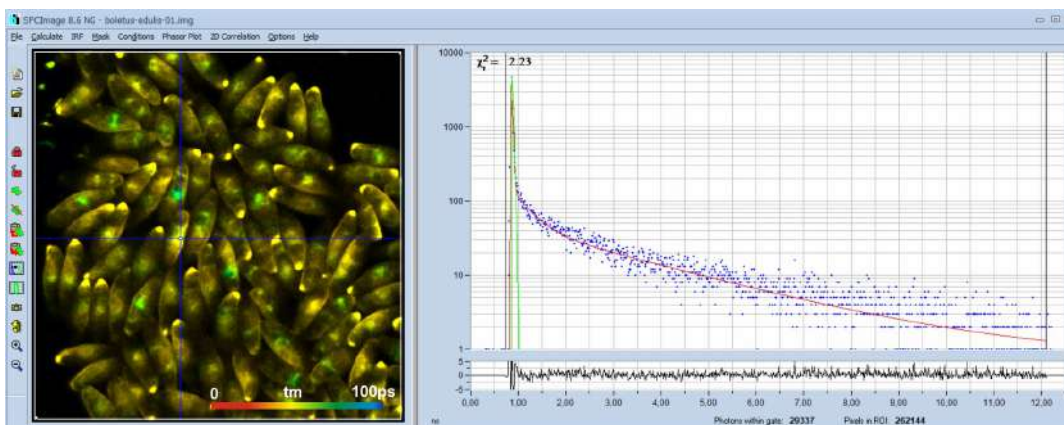 SPCImage 8.6 NG - boletus-edulis-01.img
File Calculate IRF Mask Conditions Phasor Plot 2D Correlation Options Help
χ²r = 2.23
10000
1000
100
10
1
0 tm 100ps
5
0
-5
0,00 1,00 2,00 3,00 4,00 5,00 6,00 7,00 8,00 9,00 10,00 11,00 12,00
ns Photons within gate: 29337 Pixels in ROI: 262144